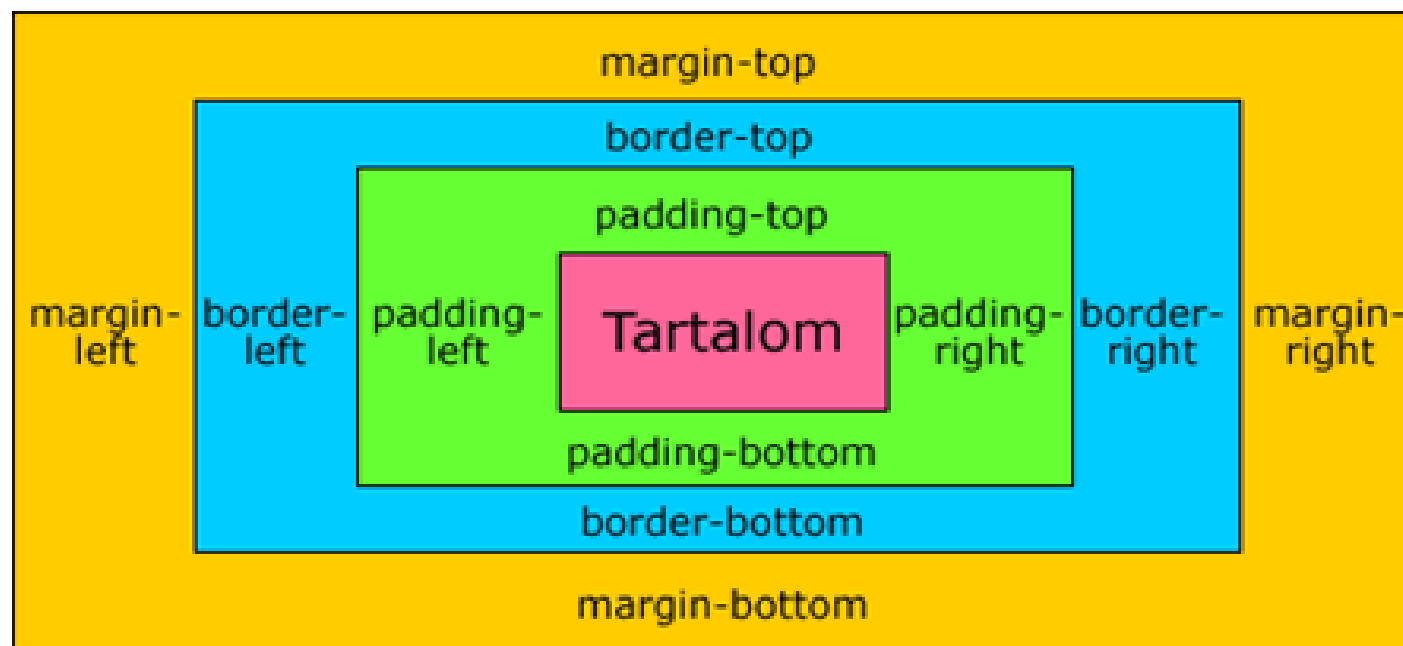 margin-top
border-top
padding-top
margin-
left
border-
left
padding-
left
Tartalom
padding-
right
border-
right
margin-
right
padding-bottom
border-bottom
margin-bottom